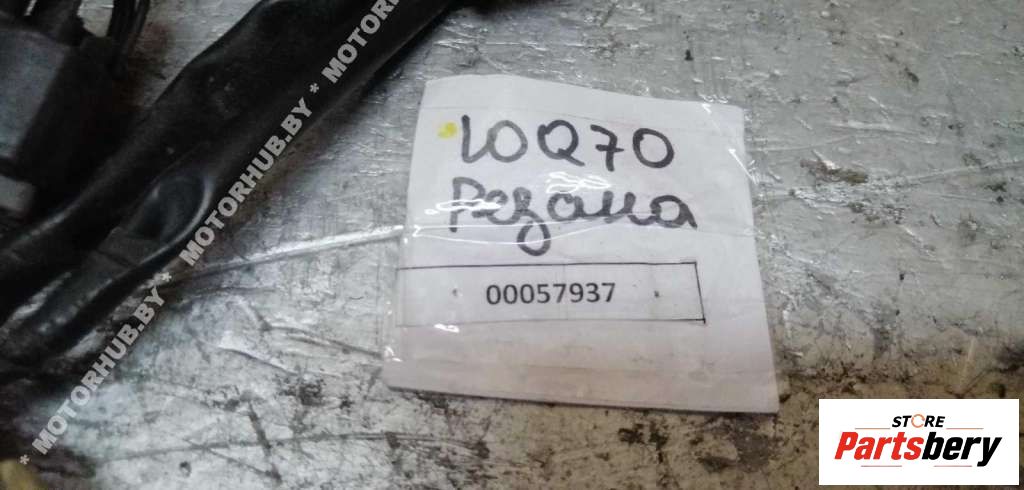 10Q70
Резана
00057937
* MOTORHUB.BY * MOTORHUB.BY * MOTORHUB.BY * MOTOR
STORE
Partsbery